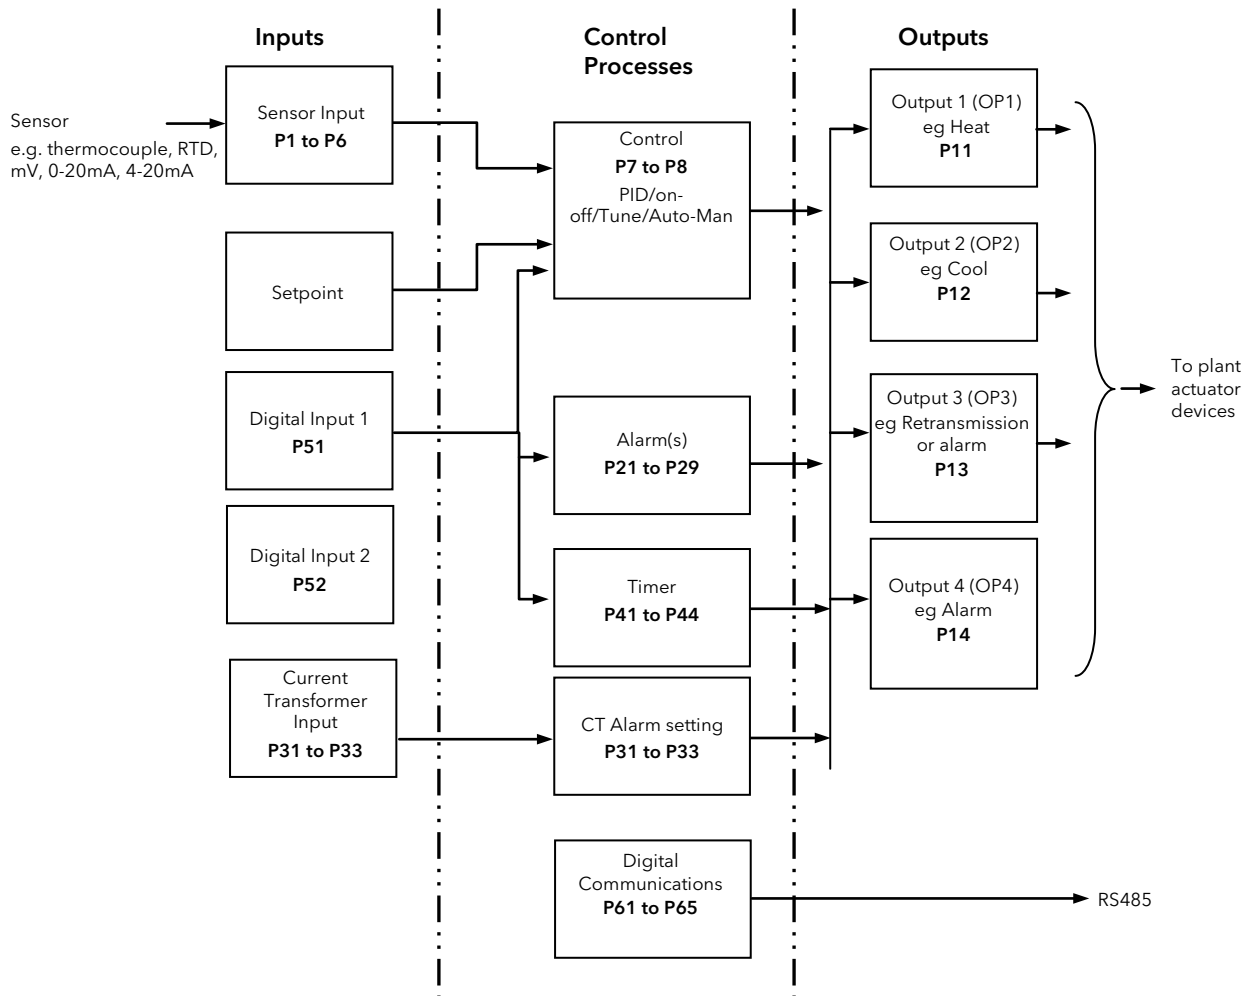 Inputs
Control
Processes
Outputs
Sensor
e.g. thermocouple, RTD,
mV, 0-20mA, 4-20mA
Sensor Input
P1 to P6
Setpoint
Digital Input 1
P51
Digital Input 2
P52
Current
Transformer
Input
P31 to P33
Control
P7 to P8
PID/on-
off/Tune/Auto-Man
Alarm(s)
P21 to P29
Timer
P41 to P44
CT Alarm setting
P31 to P33
Digital
Communications
P61 to P65
Output 1 (OP1)
eg Heat
P11
Output 2 (OP2)
eg Cool
P12
Output 3 (OP3)
eg Retransmission
or alarm
P13
Output 4 (OP4)
eg Alarm
P14
To plant
actuator
devices
RS485